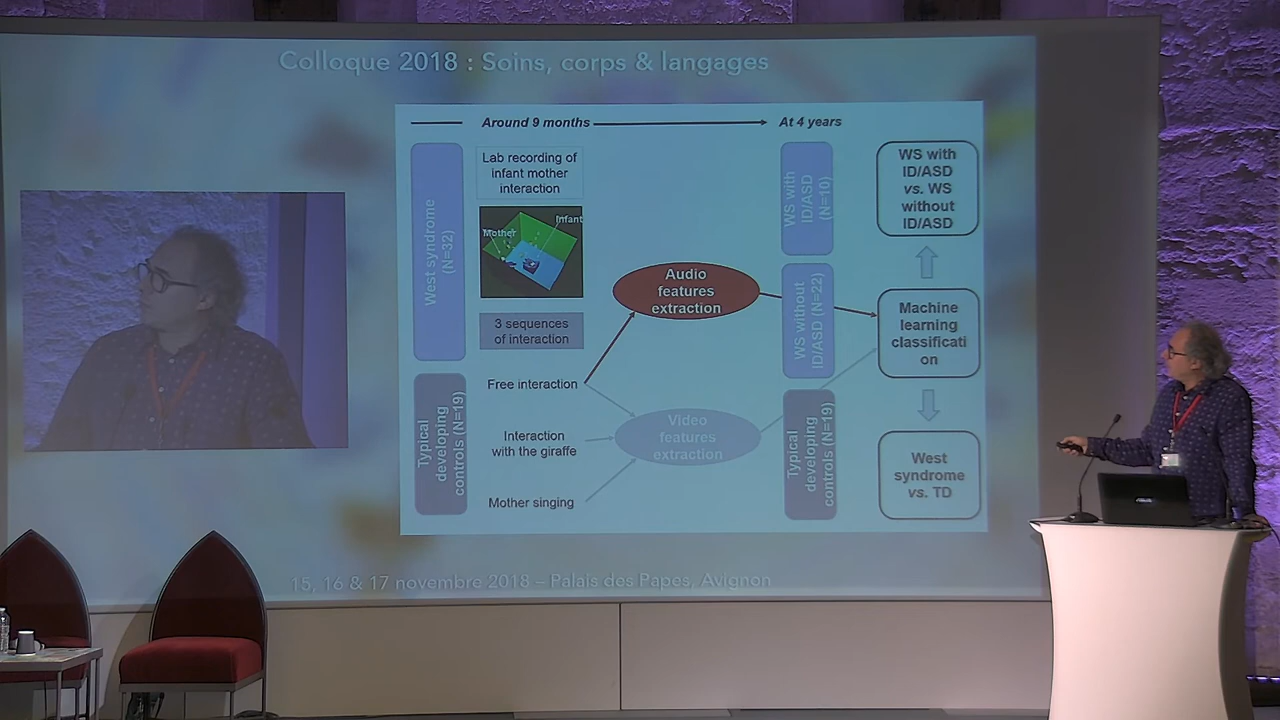 Colloque 2018 : Soins, corps & langages
Around 9 months
At 4 years
West syndrome
(N=32)
Lab recording of
infant mother
interaction
Mother
Infant
3 sequences
of interaction
Typical
developing
controls (N=19)
Free interaction
Interaction
with the giraffe
Mother singing
Audio
features
extraction
Video
features
extraction
WS with
ID/ASD
(N=10)
WS without
ID/ASD (N=22)
Typical
developing
controls (N=19)
WS with
ID/ASD
vs. WS
without
ID/ASD
Machine
learning
classificati
on
West
syndrome
vs. TD
15, 16 & 17 novembre 2018 – Palais des Papes, Avignon